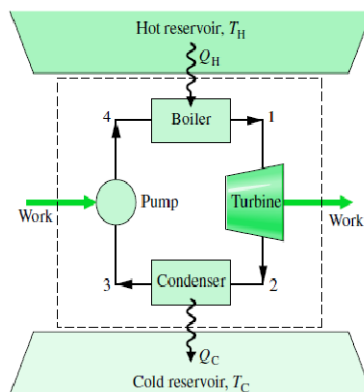 Hot reservoir, T_H
Q_H
4
Boiler
1
Work
Pump
Turbine
Work
3
Condenser
2
Q_C
Cold reservoir, T_C